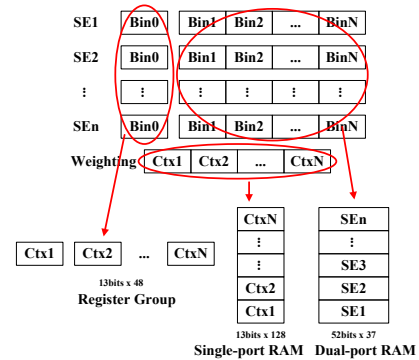 SE1 Bin0 Bin1 Bin2 ... BinN
SE2 Bin0 Bin1 Bin2 ... BinN
⋮ ⋮ ⋮ ⋮ ⋮ ⋮
SEn Bin0 Bin1 Bin2 ... BinN
Weighting Ctx1 Ctx2 ... CtxN
CtxN SEn
⋮ ⋮
⋮ SE3
Ctx2 SE2
Ctx1 SE1
Ctx1 Ctx2 ... CtxN
13bits x 48
Register Group
13bits x 128 52bits x 37
Single-port RAM Dual-port RAM